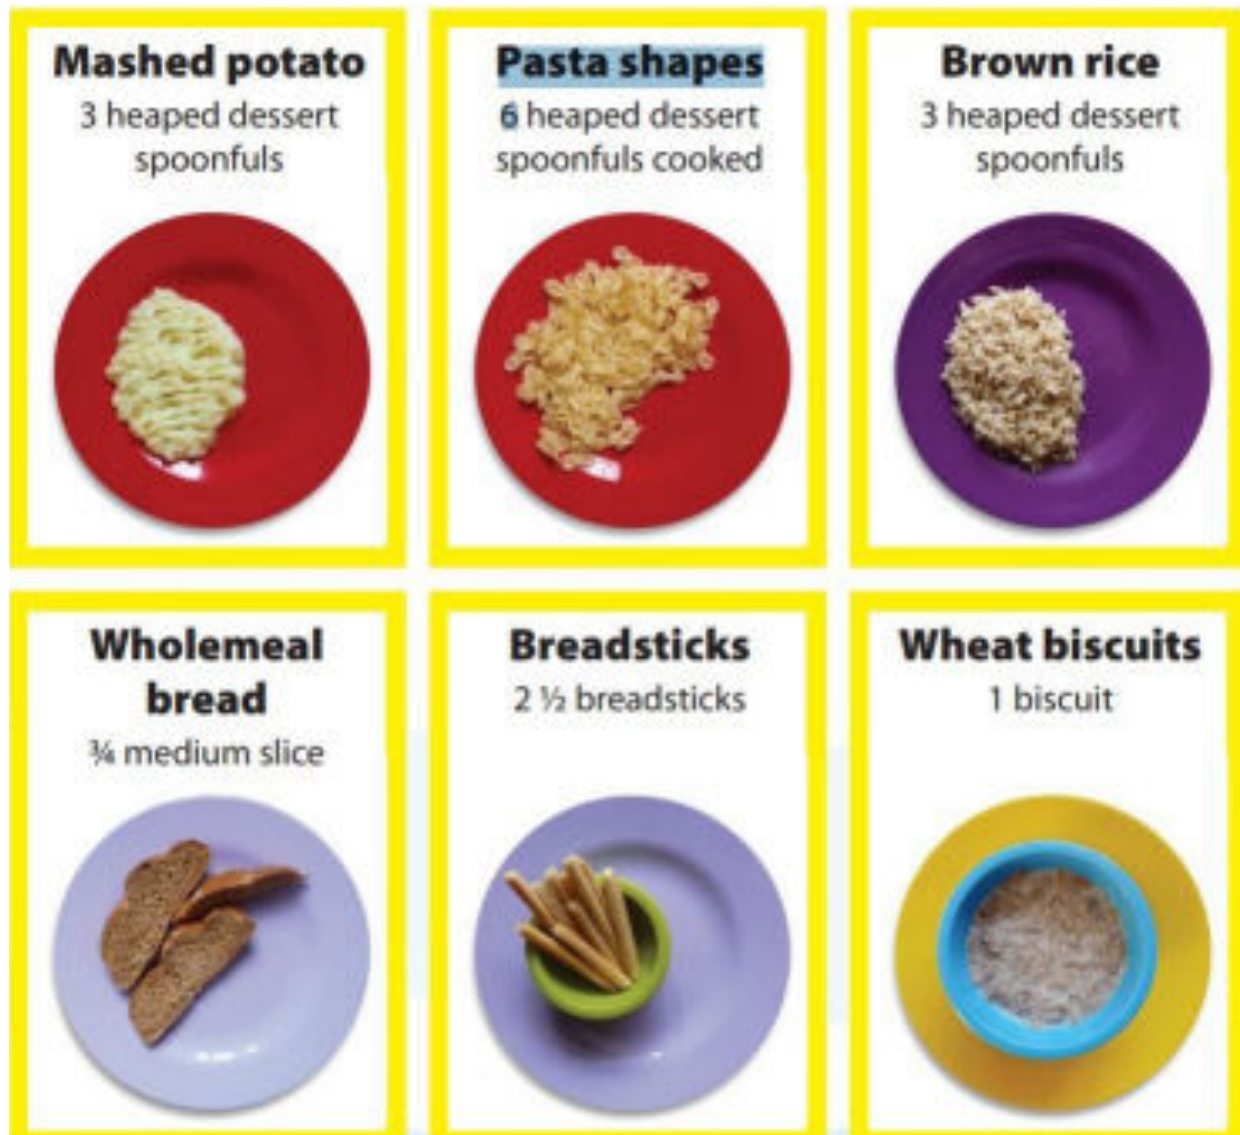 Mashed potato
3 heaped dessert
spoonfuls
Pasta shapes
6 heaped dessert
spoonfuls cooked
Brown rice
3 heaped dessert
spoonfuls
Wholemeal
bread
¾ medium slice
Breadsticks
2 ½ breadsticks
Wheat biscuits
1 biscuit